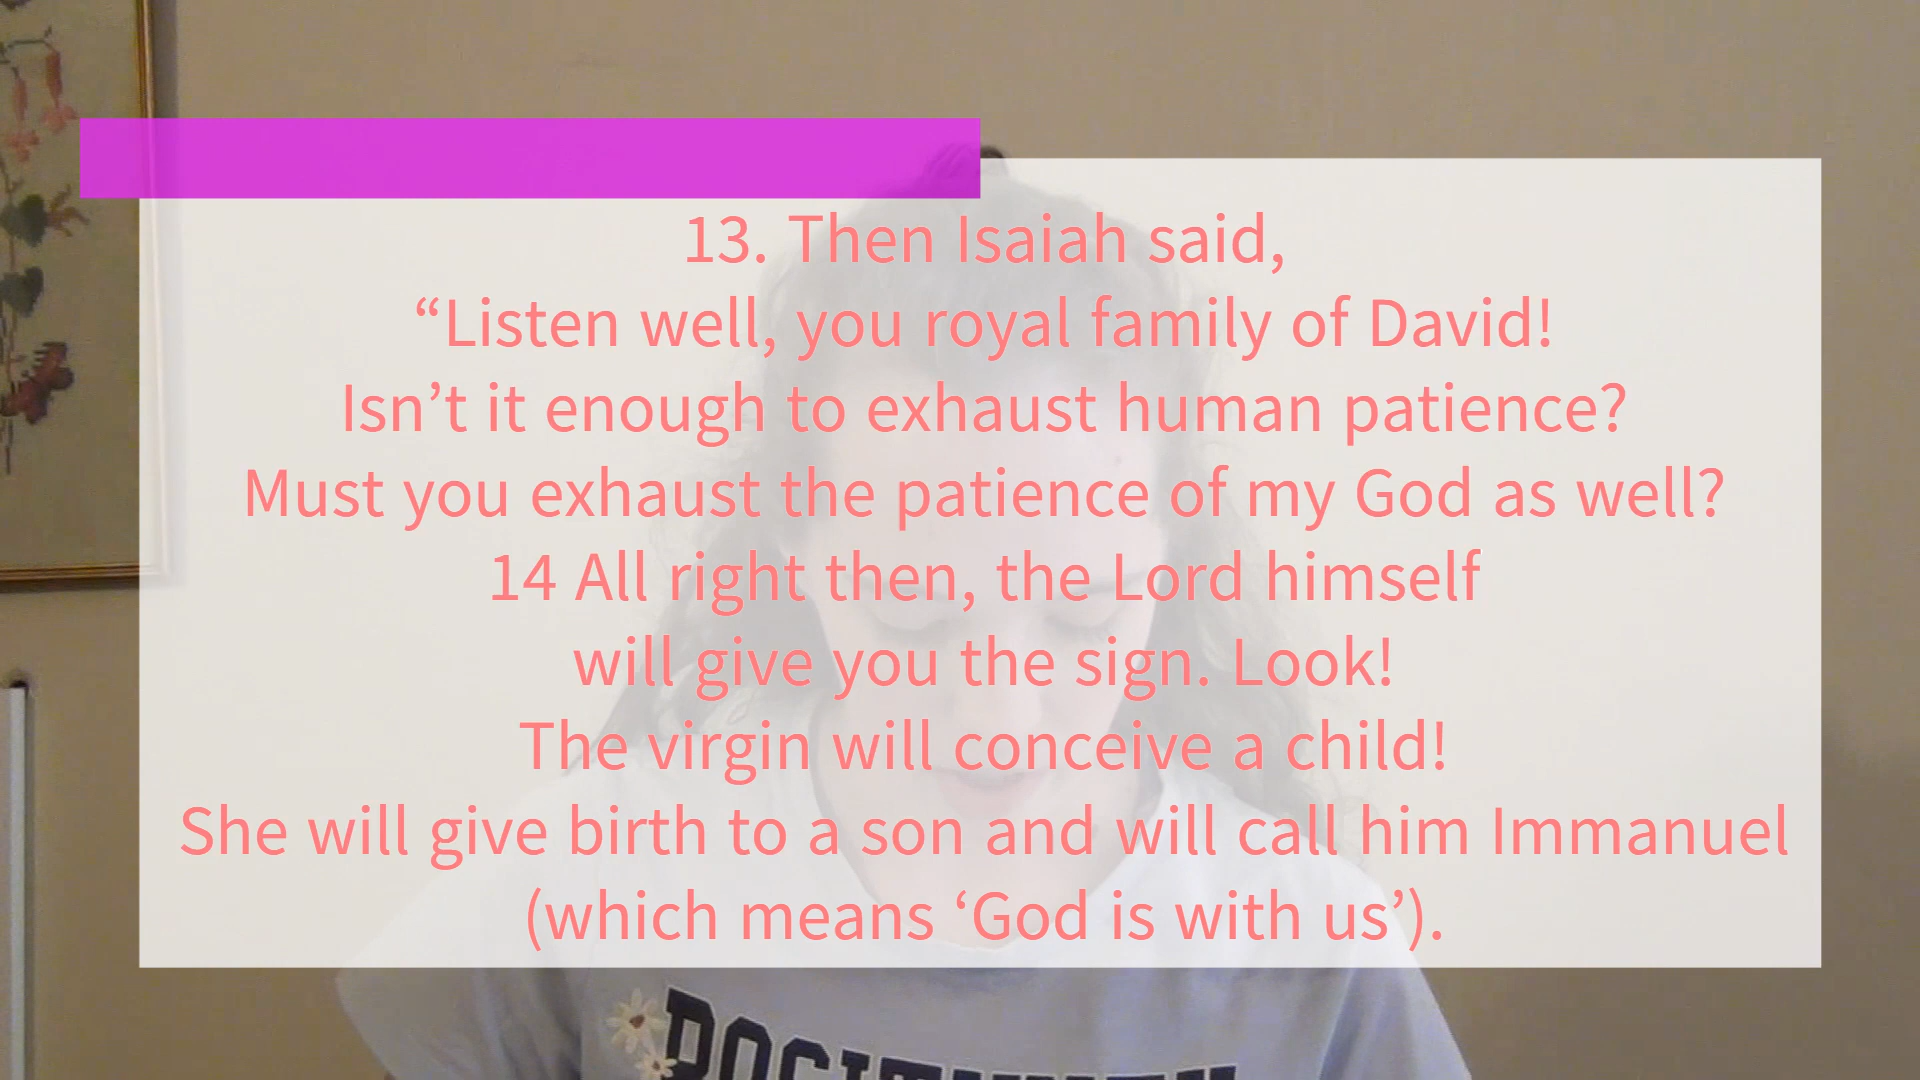 13. Then Isaiah said,
“Listen well, you royal family of David!
Isn’t it enough to exhaust human patience?
Must you exhaust the patience of my God as well?
14 All right then, the Lord himself
will give you the sign. Look!
The virgin will conceive a child!
She will give birth to a son and will call him Immanuel
(which means ‘God is with us’).